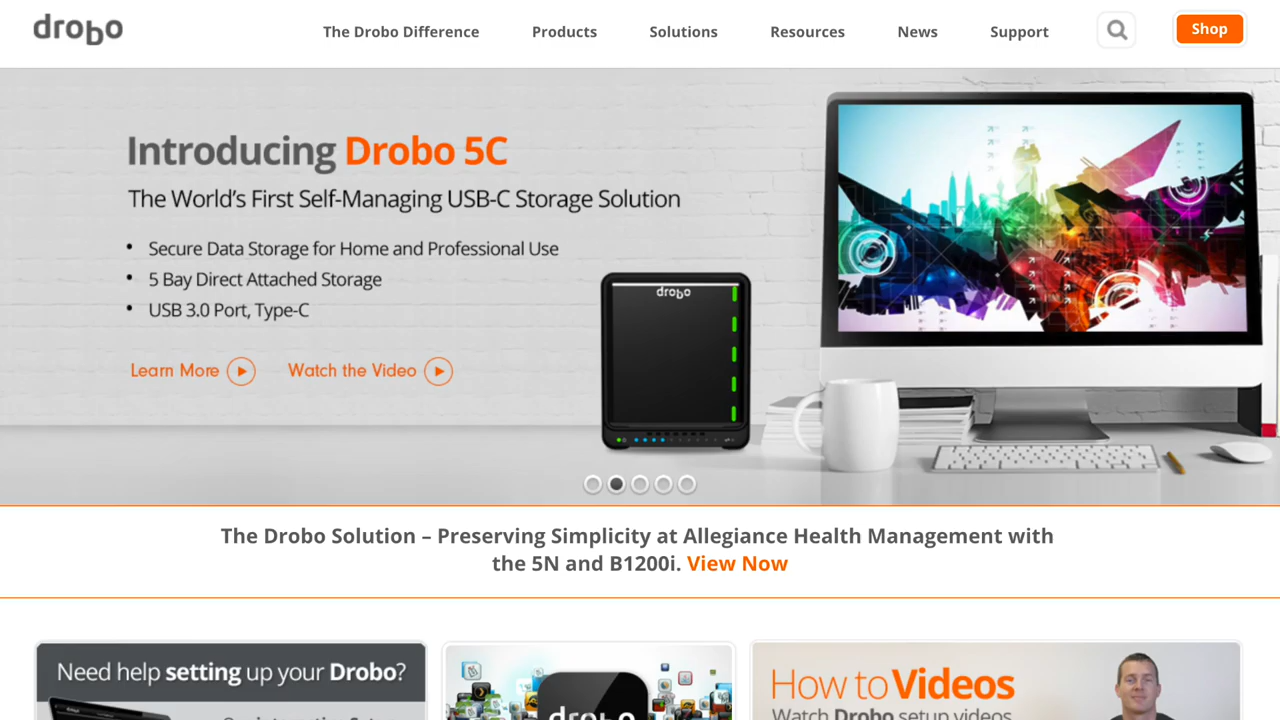 drobo
The Drobo Difference
Products
Solutions
Resources
News
Support
Shop
Introducing Drobo 5C
The World's First Self-Managing USB-C Storage Solution
• Secure Data Storage for Home and Professional Use
• 5 Bay Direct Attached Storage
• USB 3.0 Port, Type-C
Learn More
Watch the Video
drobo
The Drobo Solution – Preserving Simplicity at Allegiance Health Management with
the 5N and B1200i. View Now
Need help setting up your Drobo?
drobo
How to Videos
Watch Drobo setup videos